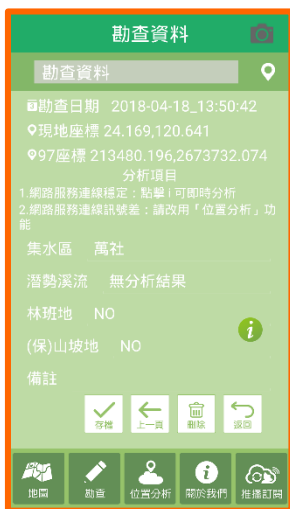 勘查資料
勘查資料
勘查日期 2018-04-18_13:50:42
現地座標 24.169,120.641
97座標 213480.196,2673732.074
分析項目
1.網路服務連線穩定：點擊 i 可即時分析
2.網路服務連線訊號差：請改用「位置分析」功
能
集水區 萬社
潛勢溪流 無分析結果
林班地 NO
(保)山坡地 NO
備註
存檔 上一頁 刪除 返回
地圖 勘查 位置分析 關於我們 推播訂閱